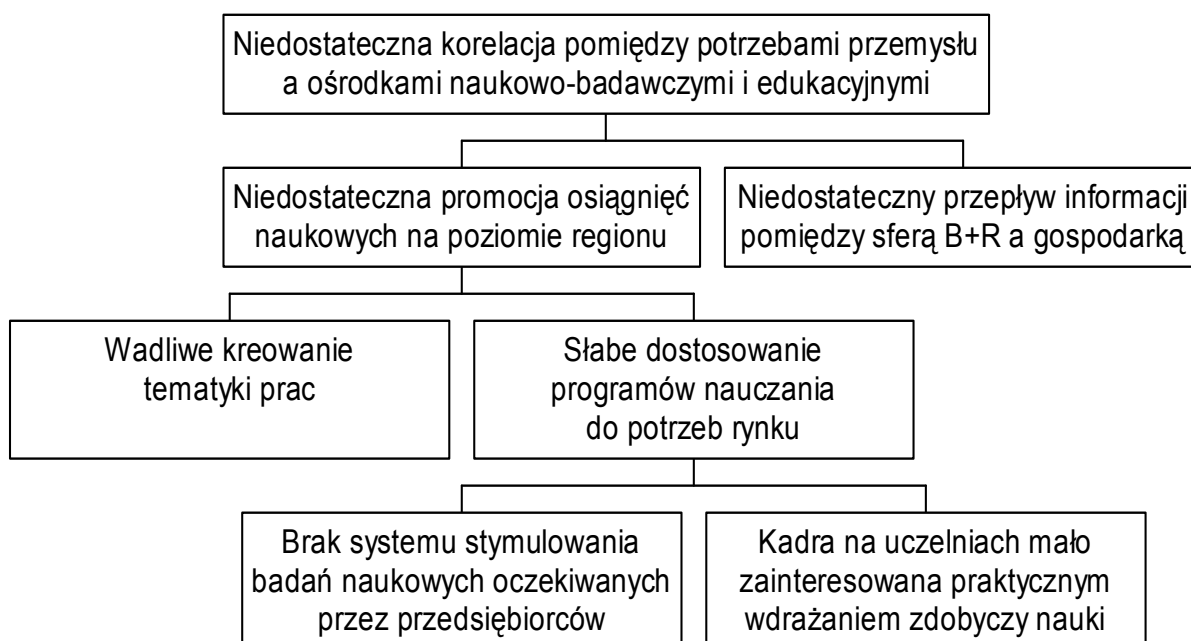 Niedostateczna korelacja pomiędzy potrzebami przemysłu
a ośrodkami naukowo-badawczymi i edukacyjnymi
Niedostateczna promocja osiągnięć
naukowych na poziomie regionu
Niedostateczny przepływ informacji
pomiędzy sferą B+R a gospodarką
Wadliwe kreowanie
tematyki prac
Słabe dostosowanie
programów nauczania
do potrzeb rynku
Brak systemu stymulowania
badań naukowych oczekiwanych
przez przedsiębiorców
Kadra na uczelniach mało
zainteresowana praktycznym
wdrażaniem zdobyczy nauki